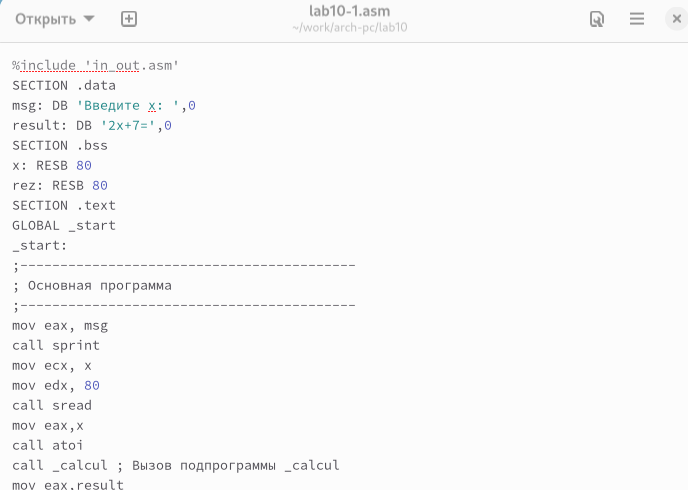 Открыть
lab10-1.asm
~/work/arch-pc/lab10
%include 'in_out.asm'
SECTION .data
msg: DB 'Введите x: ',0
result: DB '2x+7=',0
SECTION .bss
x: RESB 80
rez: RESB 80
SECTION .text
GLOBAL _start
_start:
;------------------------------------------
; Основная программа
;------------------------------------------
mov eax, msg
call sprint
mov ecx, x
mov edx, 80
call sread
mov eax,x
call atoi
call _calcul ; Вызов подпрограммы _calcul
mov eax,result